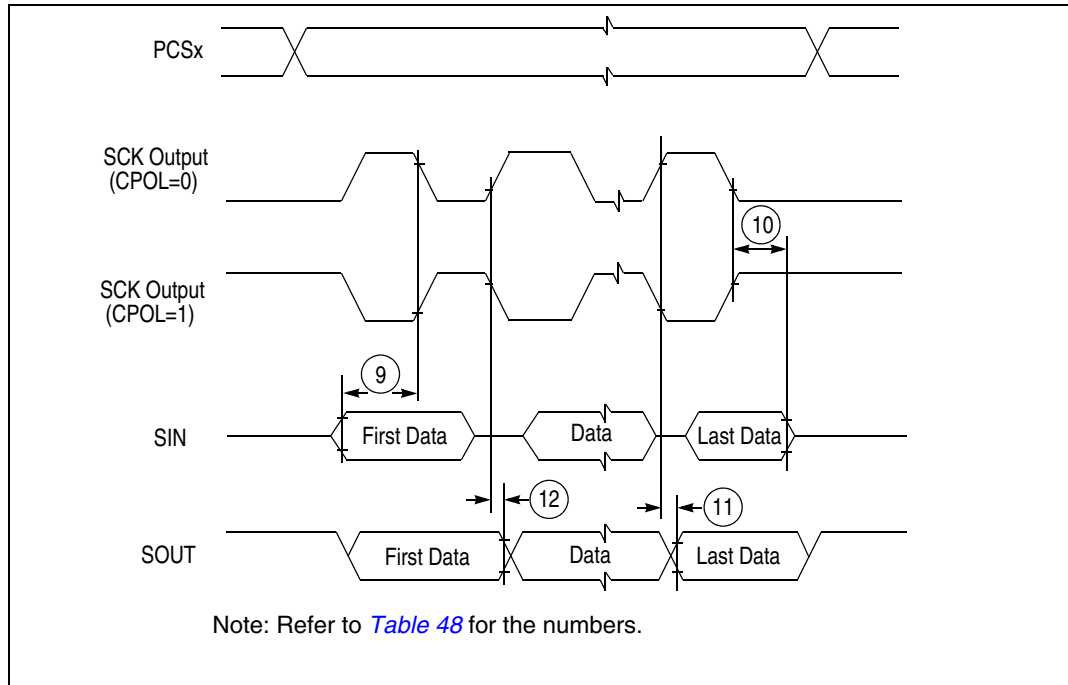 PCSx
SCK Output
(CPOL=0)
10
SCK Output
(CPOL=1)
9
SIN
First Data
Data
Last Data
12
11
SOUT
First Data
Data
Last Data
Note: Refer to Table 48 for the numbers.